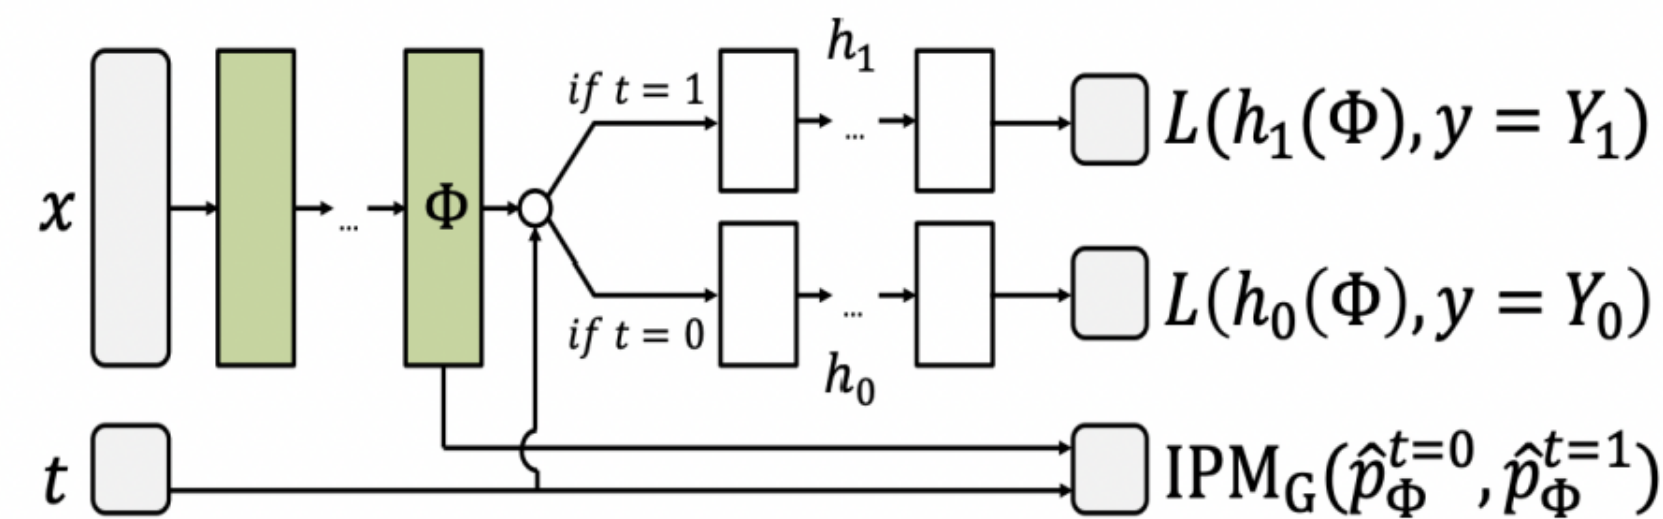 h₁
if t = 1
... L(h₁(Φ), y = Y₁)
x ... Φ
... L(h₀(Φ), y = Y₀)
if t = 0
h₀
t IPM_G(p̂_Φ^{t=0}, p̂_Φ^{t=1})